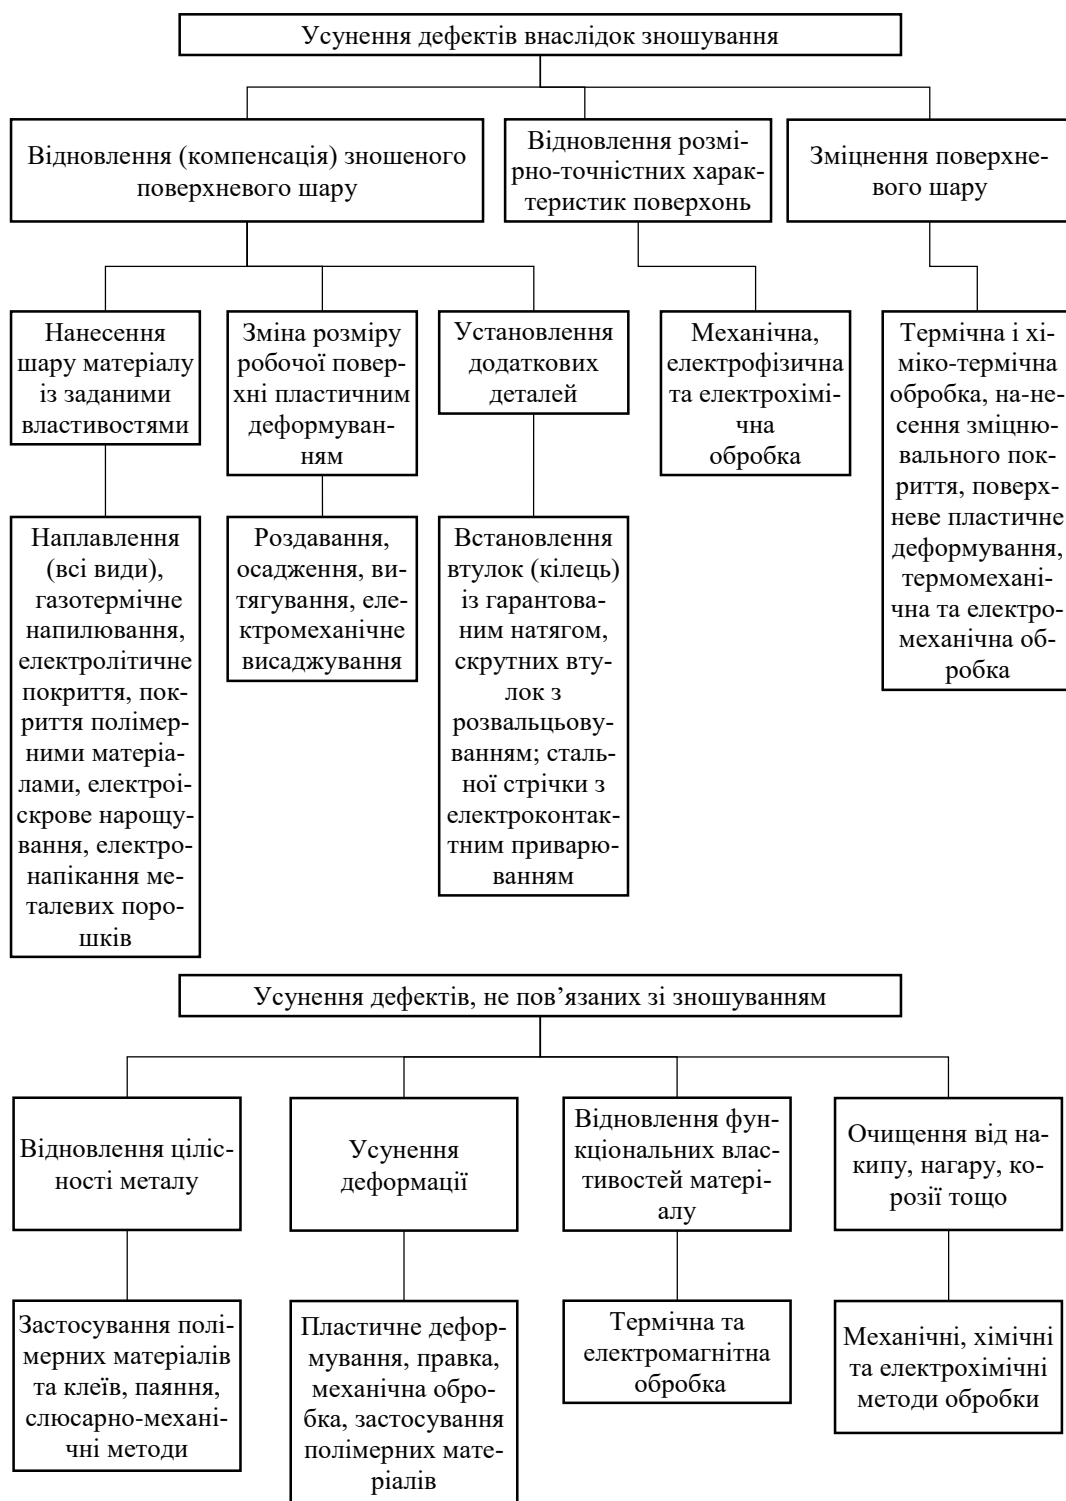 Усунення дефектів внаслідок зношування
Відновлення (компенсація) зношеного
поверхневого шару
Відновлення розмі-
рно-точністних харак-
теристик поверхонь
Зміцнення поверхне-
вого шару
Нанесення
шару матеріалу
із заданими
властивостями
Зміна розміру
робочої повер-
хні пластичним
деформуван-
ням
Установлення
додаткових
деталей
Механічна,
електрофізична
та електрохімі-
чна
обробка
Термічна і хі-
міко-термічна
обробка, на-не-
сення зміцню-
вального пок-
риття, поверх-
неве пластичне
деформування,
термомехані-
чна та електро-
механічна об-
робка
Наплавлення
(всі види),
газотермічне
напилювання,
електролітичне
покриття, пок-
риття полімер-
ними матеріа-
лами, електроі-
скрове нарощу-
вання, електро-
напікання ме-
талевих поро-
шків
Роздавання,
осадження, ви-
тягування, еле-
ктромеханічне
висаджування
Встановлення
втулок (кілець)
із гарантова-
ним натягом,
скрутних вту-
лок з
розвальцьову-
ванням; сталь-
ної стрічки з
електроконтак-
тним приварю-
ванням
Усунення дефектів, не пов’язаних зі зношуванням
Відновлення цліс-
ності металу
Усунення
деформації
Відновлення фун-
кціональних влас-
тивостей матері-
алу
Очищення від на-
кипу, нагару, ко-
розії тощо
Застосування полі-
мерних матеріалів
та клеїв, паяння,
слюсарно-механі-
чні методи
Пластичне дефор-
мування, правка,
механічна обро-
бка, застосування
полімерних мате-
ріалів
Термічна та
електромагнітна
обробка
Механічні, хімічні
та електрохімічні
методи обробки